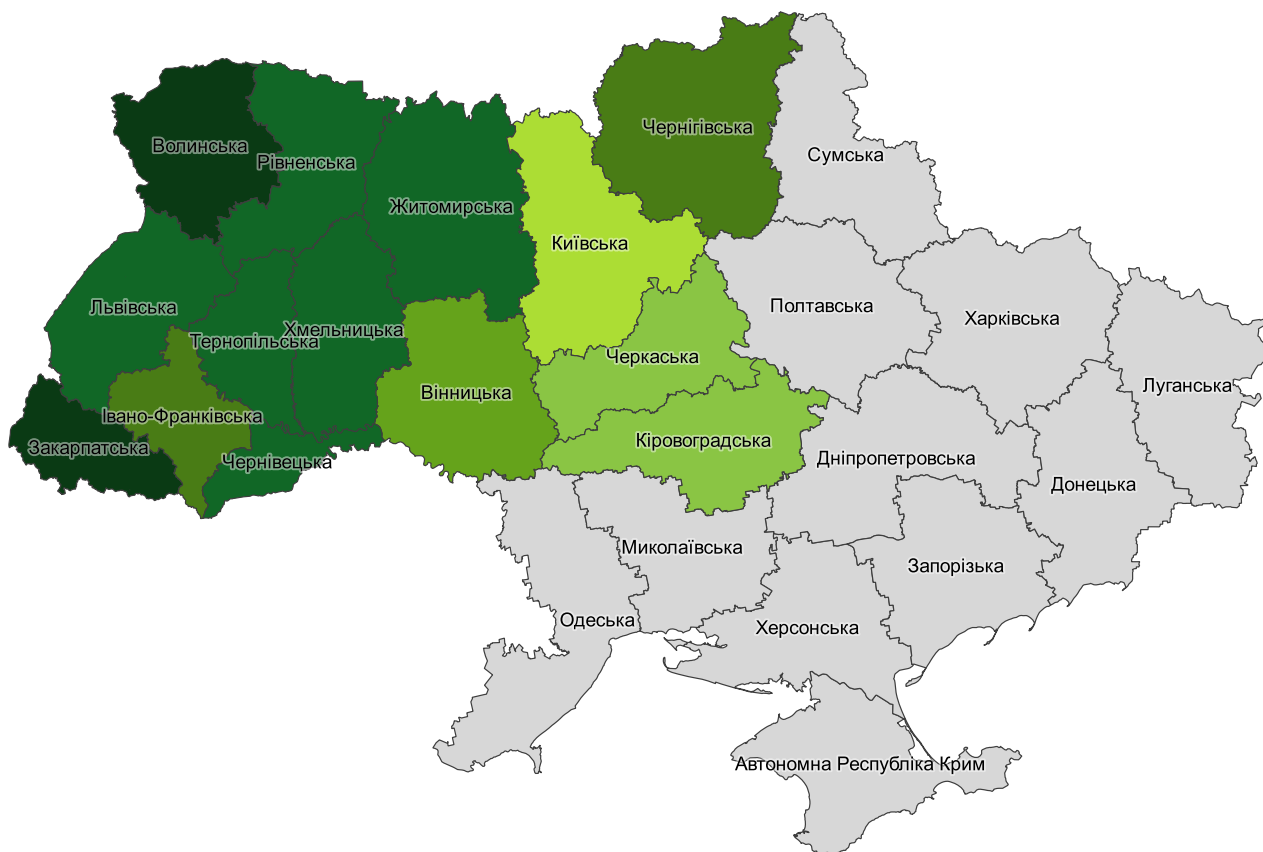 Чернігівська
Волинська
Сумська
Рівненська
Житомирська
Київська
Львівська
Полтавська
Харківська
Хмельницька
Тернопільська
Черкаська
Луганська
Вінницька
Івано-Франківська
Кіровоградська
Закарпатська
Чернівецька
Дніпропетровська
Донецька
Миколаївська
Запорізька
Одеська
Херсонська
Автономна Республіка Крим